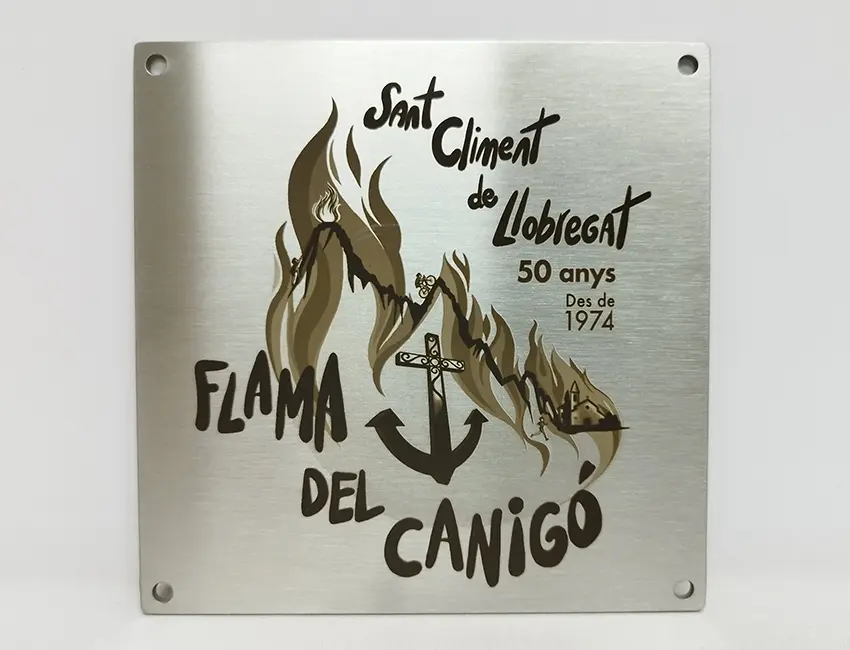 Sant
Climent
de
Llobregat
50 anys
Des de
1974
FLAMA
DEL
CANiGÓ